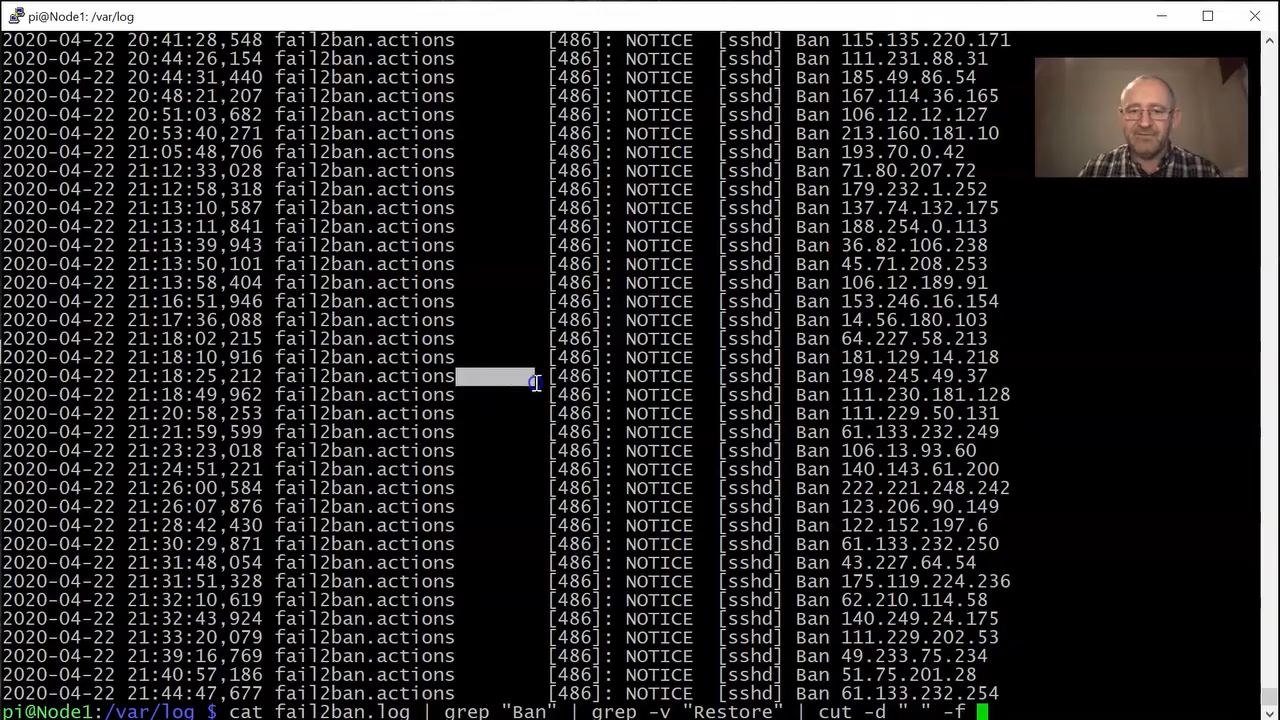 pi@Node1: /var/log
2020-04-22 20:41:28,548 fail2ban.actions [486]: NOTICE [sshd] Ban 115.135.220.171
2020-04-22 20:44:26,154 fail2ban.actions [486]: NOTICE [sshd] Ban 111.231.88.31
2020-04-22 20:44:31,440 fail2ban.actions [486]: NOTICE [sshd] Ban 185.49.86.54
2020-04-22 20:48:21,207 fail2ban.actions [486]: NOTICE [sshd] Ban 167.114.36.165
2020-04-22 20:51:03,682 fail2ban.actions [486]: NOTICE [sshd] Ban 106.12.12.127
2020-04-22 20:53:40,271 fail2ban.actions [486]: NOTICE [sshd] Ban 213.160.181.10
2020-04-22 21:05:48,706 fail2ban.actions [486]: NOTICE [sshd] Ban 193.70.0.42
2020-04-22 21:12:33,028 fail2ban.actions [486]: NOTICE [sshd] Ban 71.80.207.72
2020-04-22 21:12:58,318 fail2ban.actions [486]: NOTICE [sshd] Ban 179.232.1.252
2020-04-22 21:13:10,587 fail2ban.actions [486]: NOTICE [sshd] Ban 137.74.132.175
2020-04-22 21:13:11,841 fail2ban.actions [486]: NOTICE [sshd] Ban 188.254.0.113
2020-04-22 21:13:39,943 fail2ban.actions [486]: NOTICE [sshd] Ban 36.82.106.238
2020-04-22 21:13:50,101 fail2ban.actions [486]: NOTICE [sshd] Ban 45.71.208.253
2020-04-22 21:13:58,404 fail2ban.actions [486]: NOTICE [sshd] Ban 106.12.189.91
2020-04-22 21:16:51,946 fail2ban.actions [486]: NOTICE [sshd] Ban 153.246.16.154
2020-04-22 21:17:36,088 fail2ban.actions [486]: NOTICE [sshd] Ban 14.56.180.103
2020-04-22 21:18:02,215 fail2ban.actions [486]: NOTICE [sshd] Ban 64.227.58.213
2020-04-22 21:18:10,916 fail2ban.actions [486]: NOTICE [sshd] Ban 181.129.14.218
2020-04-22 21:18:25,212 fail2ban.actions [486]: NOTICE [sshd] Ban 198.245.49.37
2020-04-22 21:18:49,962 fail2ban.actions [486]: NOTICE [sshd] Ban 111.230.181.128
2020-04-22 21:20:58,253 fail2ban.actions [486]: NOTICE [sshd] Ban 111.229.50.131
2020-04-22 21:21:59,599 fail2ban.actions [486]: NOTICE [sshd] Ban 61.133.232.249
2020-04-22 21:23:23,018 fail2ban.actions [486]: NOTICE [sshd] Ban 106.13.93.60
2020-04-22 21:24:51,221 fail2ban.actions [486]: NOTICE [sshd] Ban 140.143.61.200
2020-04-22 21:26:00,584 fail2ban.actions [486]: NOTICE [sshd] Ban 222.221.248.242
2020-04-22 21:26:07,876 fail2ban.actions [486]: NOTICE [sshd] Ban 123.206.90.149
2020-04-22 21:28:42,430 fail2ban.actions [486]: NOTICE [sshd] Ban 122.152.197.6
2020-04-22 21:30:29,871 fail2ban.actions [486]: NOTICE [sshd] Ban 61.133.232.250
2020-04-22 21:31:48,054 fail2ban.actions [486]: NOTICE [sshd] Ban 43.227.64.54
2020-04-22 21:31:51,328 fail2ban.actions [486]: NOTICE [sshd] Ban 175.119.224.236
2020-04-22 21:32:10,619 fail2ban.actions [486]: NOTICE [sshd] Ban 62.210.114.58
2020-04-22 21:32:43,924 fail2ban.actions [486]: NOTICE [sshd] Ban 140.249.24.175
2020-04-22 21:33:20,079 fail2ban.actions [486]: NOTICE [sshd] Ban 111.229.202.53
2020-04-22 21:39:16,769 fail2ban.actions [486]: NOTICE [sshd] Ban 49.233.75.234
2020-04-22 21:40:57,186 fail2ban.actions [486]: NOTICE [sshd] Ban 51.75.201.28
2020-04-22 21:44:47,677 fail2ban.actions [486]: NOTICE [sshd] Ban 61.133.232.254
pi@Node1:/var/log $ cat fail2ban.log | grep "Ban" | grep -v "Restore" | cut -d " " -f